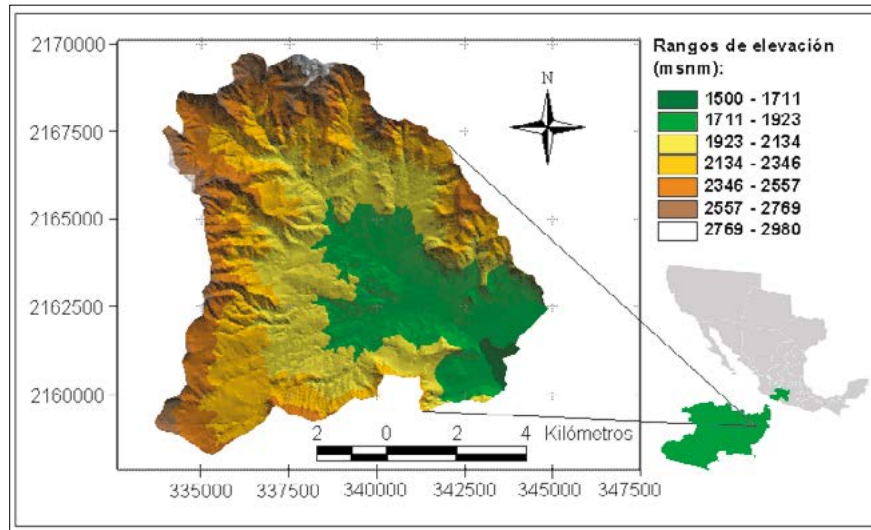 2170000
2167500
2165000
2162500
2160000
335000 337500 340000 342500 345000 347500
N
2 0 2 4 Kilómetros
Rangos de elevación
(msnm):
1500 - 1711
1711 - 1923
1923 - 2134
2134 - 2346
2346 - 2557
2557 - 2769
2769 - 2980